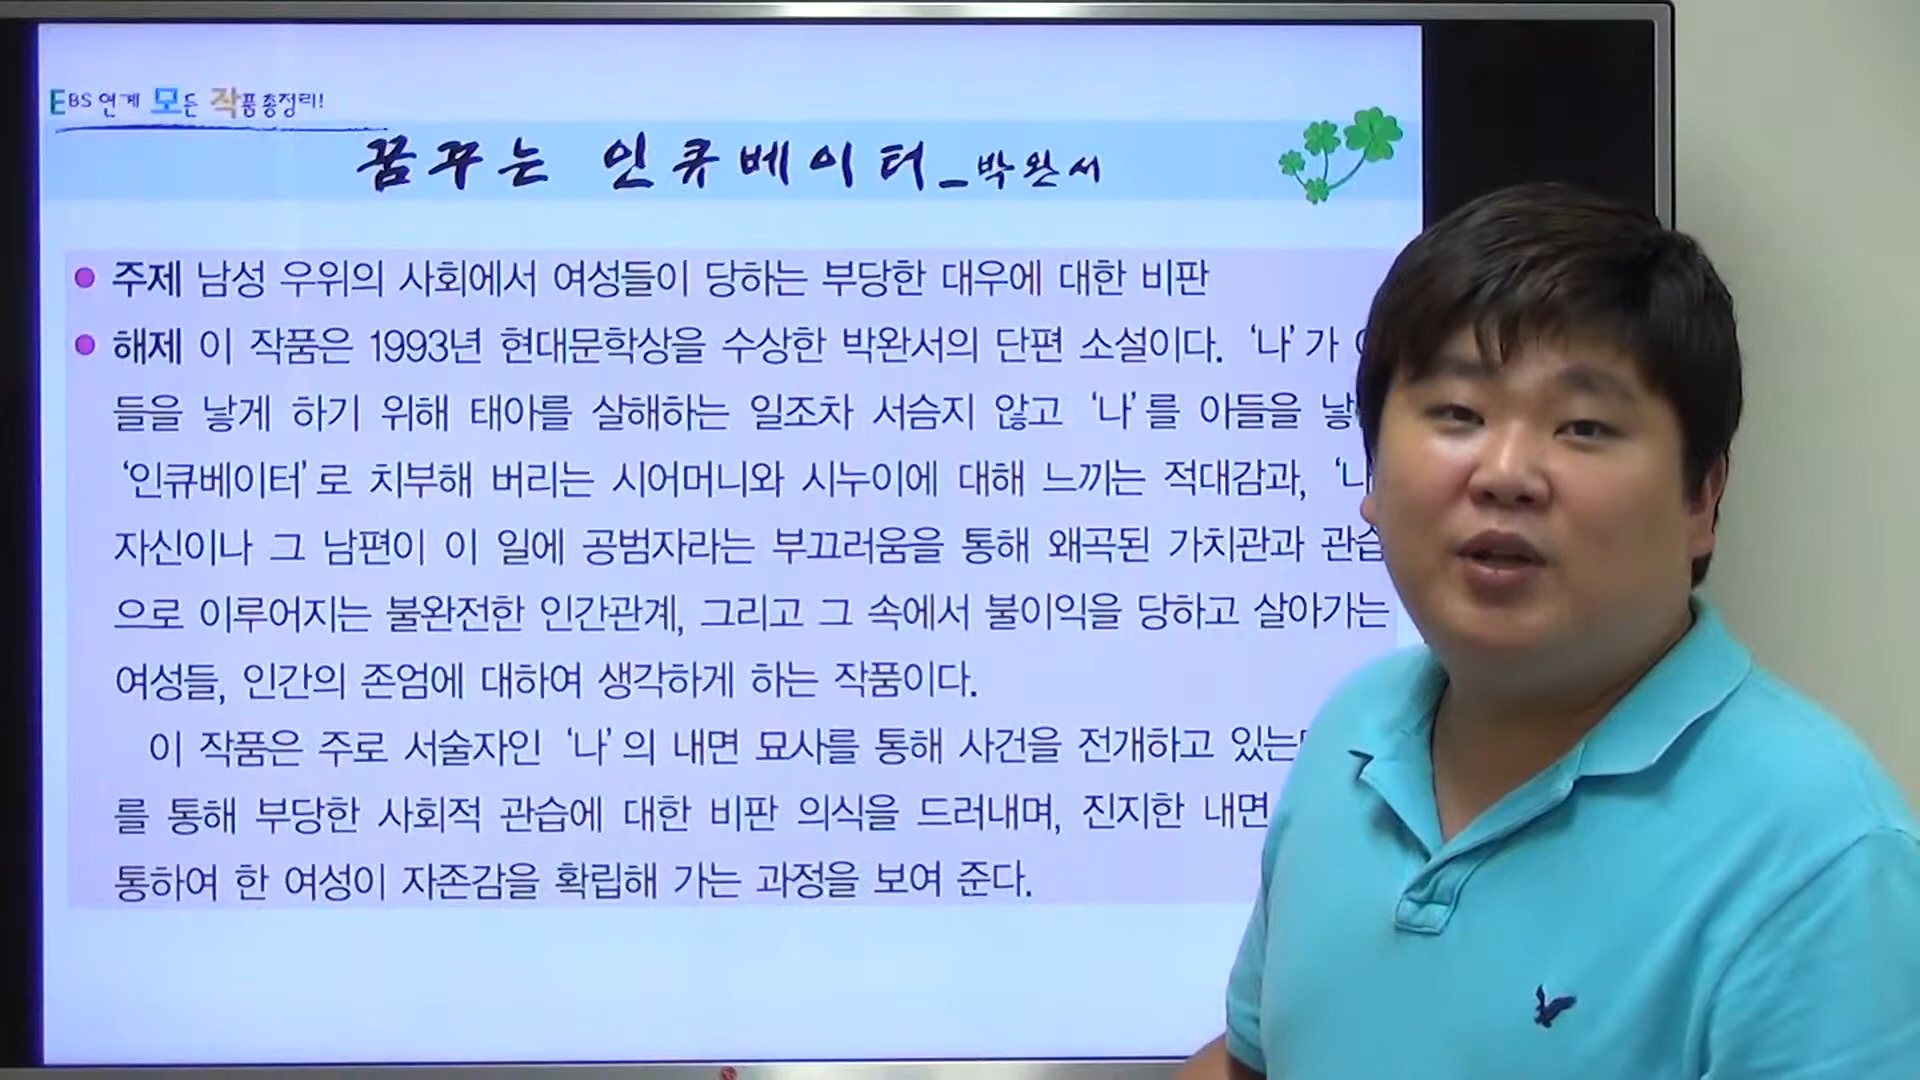 EBS 연계 모든 작품 총정리!
꿈꾸는 인큐베이터_박완서
주제 남성 우위의 사회에서 여성들이 당하는 부당한 대우에 대한 비판
해제 이 작품은 1993년 현대문학상을 수상한 박완서의 단편 소설이다. ‘나’가
들을 낳게 하기 위해 태아를 살해하는 일조차 서슴지 않고 ‘나’를 아들을
‘인큐베이터’로 치부해 버리는 시어머니와 시누이에 대해 느끼는 적대감과, ‘나
자신이나 그 남편이 이 일에 공범자라는 부끄러움을 통해 왜곡된 가치관과 관습
으로 이루어지는 불완전한 인간관계, 그리고 그 속에서 불이익을 당하고 살아가는
여성들, 인간의 존엄에 대하여 생각하게 하는 작품이다.
이 작품은 주로 서술자인 ‘나’의 내면 묘사를 통해 사건을 전개하고 있는
를 통해 부당한 사회적 관습에 대한 비판 의식을 드러내며, 진지한 내면
통하여 한 여성이 자존감을 확립해 가는 과정을 보여 준다.